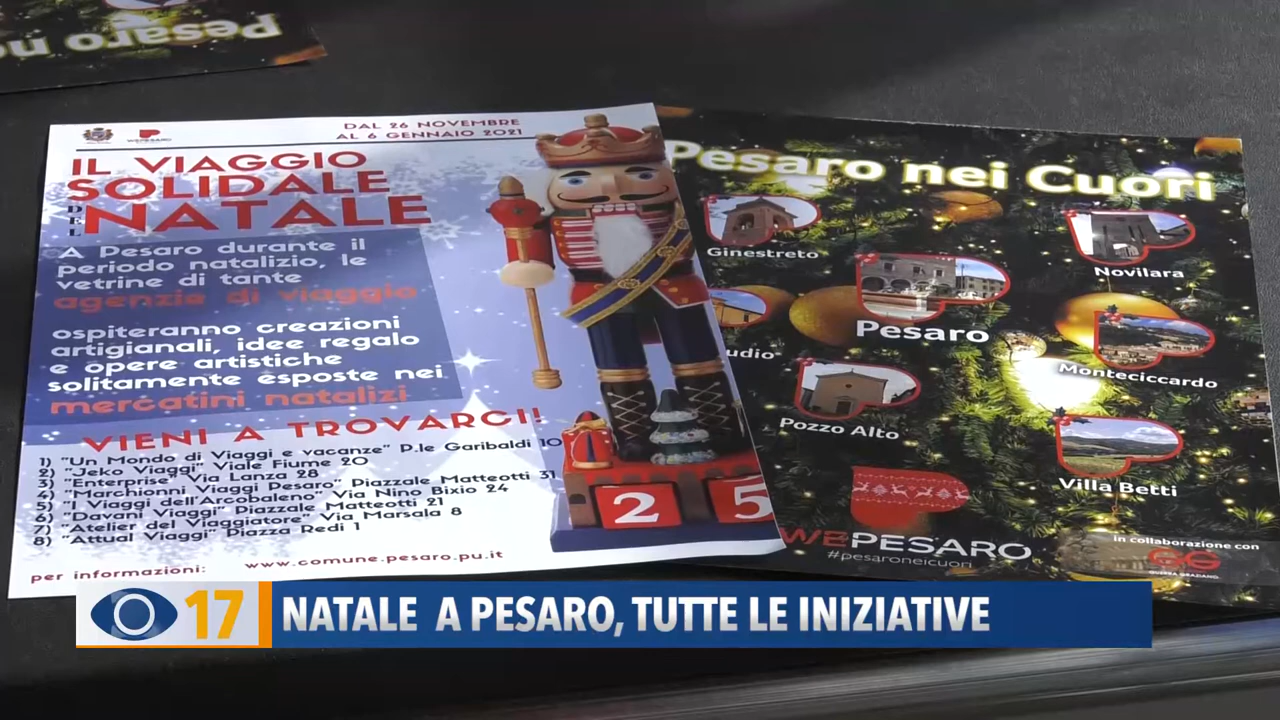 Pesaro ne
DAL 26 NOVEMBRE
AL 6 GENNAIO 2021
WEPESARO
IL VIAGGIO
SOLIDALE
DEL NATALE
A Pesaro durante il
periodo natalizio, le
vetrine di tante
agenzie di viaggio
ospiteranno creazioni
artigianali, idee regalo
e opere artistiche
solitamente esposte nei
mercatini natalizi
VIENI A TROVARCI!
1) "Un Mondo di Viaggi e vacanze" P.le Garibaldi 10
2) "Jeko Viaggi" Viale Fiume 20
3) "Enterprise" Via Lanza 28
4) "Marchionni Viaggi Pesaro" Piazzale Matteotti 31
5) "I Viaggi dell'Arcobaleno" Via Nino Bixio 24
6) "Davani Viaggi" Piazzale Matteotti 21
7) "Atelier del Viaggiatore" Via Marsala 8
8) "Attual Viaggi" Piazza Redi 1
per informazioni: www.comune.pesaro.pu.it
2 5
Pesaro nei Cuori
Ginestreto
Novilara
Pesaro
udio
Monteciccardo
Pozzo Alto
Villa Betti
WEPESARO
#pesaroneicuori
in collaborazione con
GG
17
NATALE A PESARO, TUTTE LE INIZIATIVE